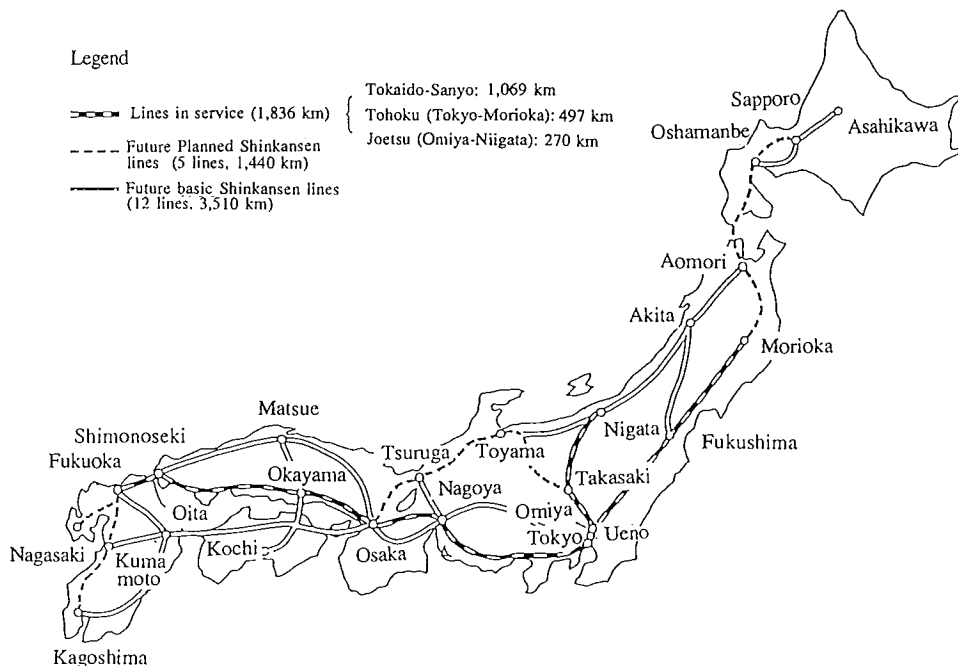 Legend
Lines in service (1,836 km)
Tokaido-Sanyo: 1,069 km
Tohoku (Tokyo-Morioka): 497 km
Joetsu (Omiya-Niigata): 270 km
Future Planned Shinkansen
lines (5 lines, 1,440 km)
Future basic Shinkansen lines
(12 lines, 3,510 km)
Sapporo
Oshamanbe
Asahikawa
Aomori
Akita
Morioka
Matsue
Shimonoseki
Tsuruga
Toyama
Nigata
Fukushima
Fukuoka
Okayama
Nagoya
Takasaki
Oita
Omiya
Ueno
Nagasaki
Kuma
moto
Kochi
Osaka
Tokyo
Kagoshima